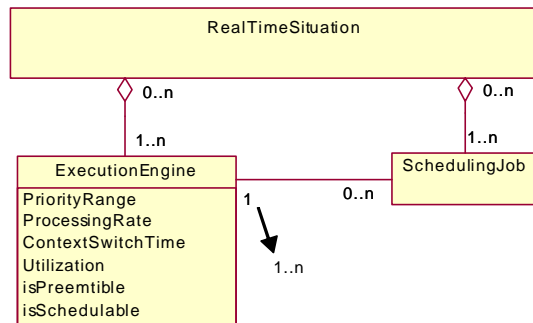 RealTimeSituation
0..n
0..n
1..n
1..n
ExecutionEngine
SchedulingJob
PriorityRange
1
0..n
ProcessingRate
ContextSwitchTime
Utilization
1..n
isPreemtible
isSchedulable